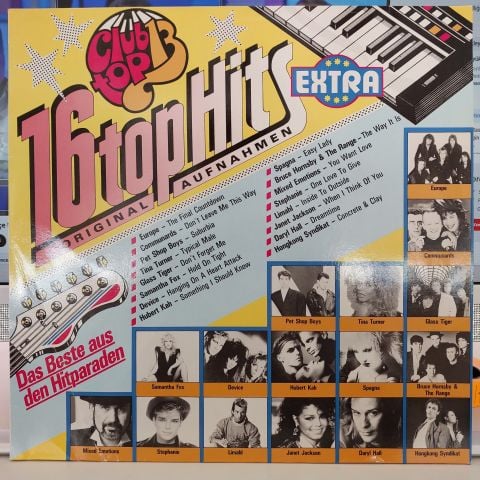 Club
top 13
16 top Hits
EXTRA
ORIGINAL AUFNAHMEN
Europe - The Final Countdown
Communards - Don't Leave Me This Way
Pet Shop Boys - Suburbia
Tina Turner - Typical Male
Glass Tiger - Don't Forget Me
Samantha Fox - Hold On Tight
Device - Hanging On A Heart Attack
Hubert Kah - Something I Should Know
Spagna - Easy Lady
Bruce Hornsby & The Range - The Way It Is
Mixed Emotions - You Want Love
Stephanie - One Love To Give
Limahl - Inside To Outside
Janet Jackson - When I Think Of You
Daryl Hall - Dreamtime
Hongkong Syndikat - Concrete & Clay
Das Beste aus
den Hitparaden
Europe
Communards
Pet Shop Boys
Tina Turner
Glass Tiger
Samantha Fox
Device
Hubert Kah
Spagna
Bruce Hornsby &
The Range
Mixed Emotions
Stephanie
Limahl
Janet Jackson
Daryl Hall
Hongkong Syndikat